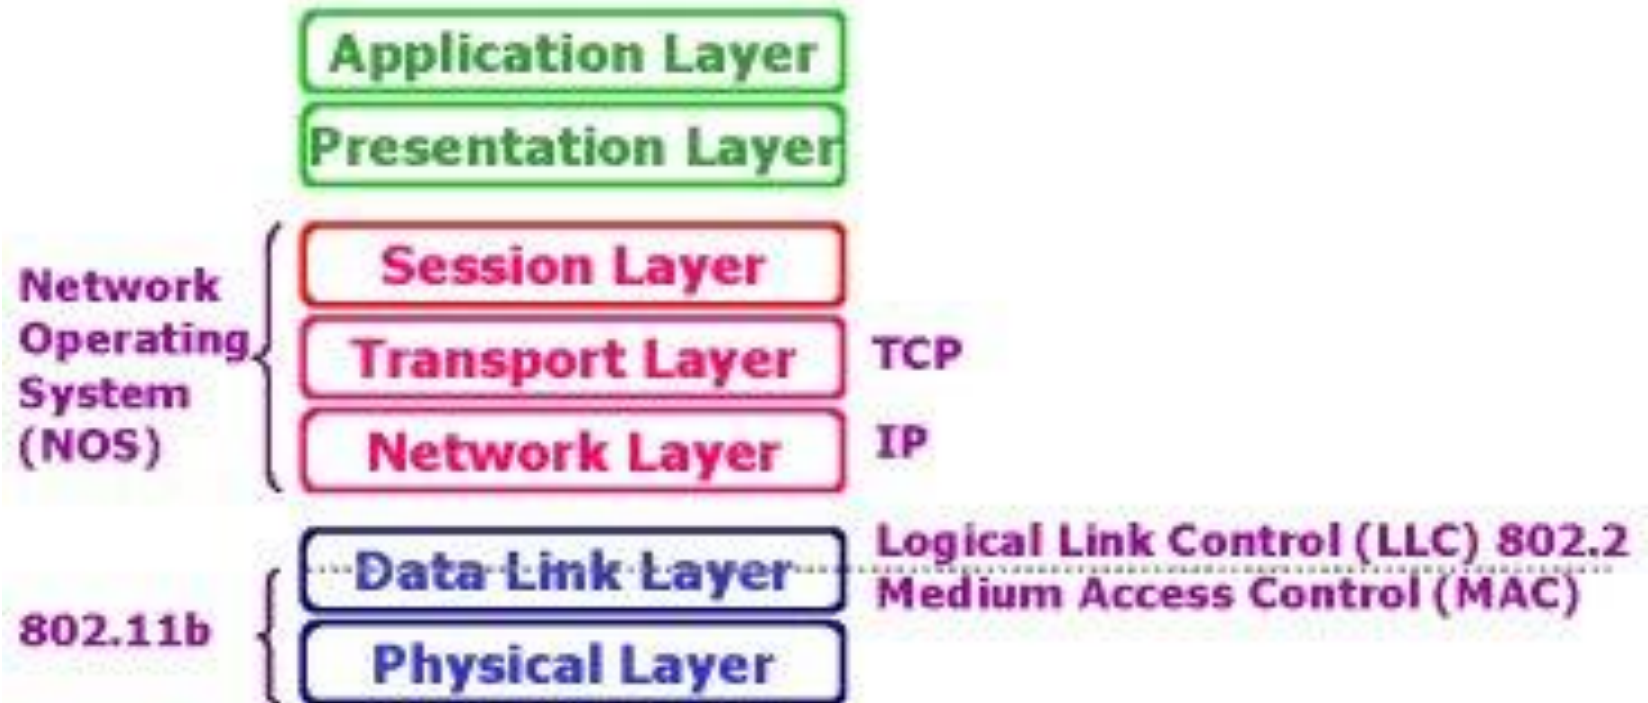 Application Layer
Presentation Layer
Session Layer
Network
Operating
System
(NOS)
Transport Layer
TCP
Network Layer
IP
Data Link Layer
Logical Link Control (LLC) 802.2
Medium Access Control (MAC)
802.11b
Physical Layer